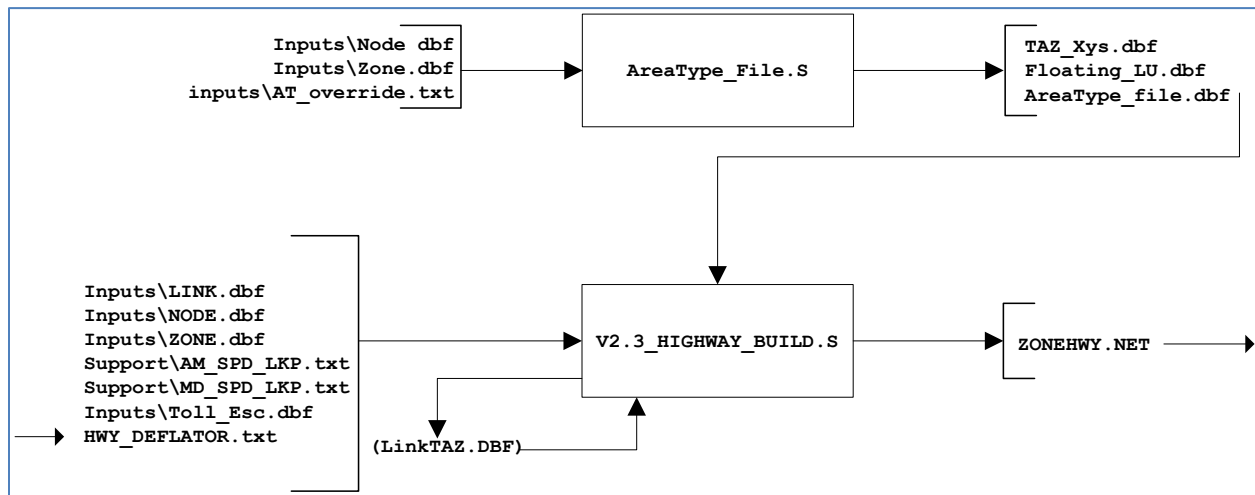 Inputs\Node dbf
Inputs\Zone.dbf
inputs\AT_override.txt
AreaType_File.S
TAZ_Xys.dbf
Floating_LU.dbf
AreaType_file.dbf
Inputs\LINK.dbf
Inputs\NODE.dbf
Inputs\ZONE.dbf
Support\AM_SPD_LKP.txt
Support\MD_SPD_LKP.txt
Inputs\Toll_Esc.dbf
HWY_DEFLATOR.txt
V2.3_HIGHWAY_BUILD.S
(LinkTAZ.DBF)
ZONEHWY.NET